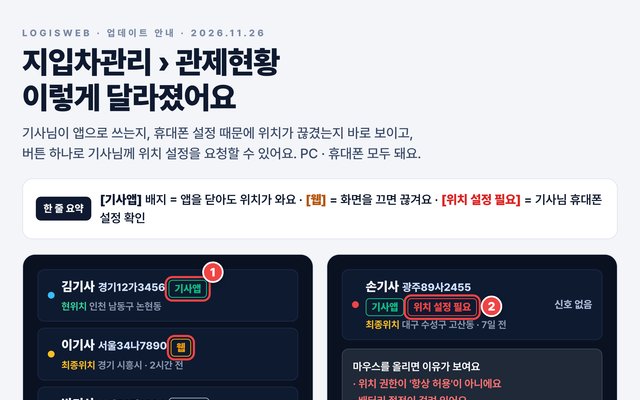 LOGISWEB · 업데이트 안내 · 2026.11.26
지입차관리 › 관제현황
이렇게 달라졌어요
기사님이 앱으로 쓰는지, 휴대폰 설정 때문에 위치가 끊겼는지 바로 보이고,
버튼 하나로 기사님께 위치 설정을 요청할 수 있어요. PC · 휴대폰 모두 돼요.
한 줄 요약
[기사앱] 배지 = 앱을 닫아도 위치가 와요 · [웹] = 화면을 끄면 끊겨요 · [위치 설정 필요] = 기사님 휴대폰
설정 확인
1
김기사 경기12가3456 기사앱
현위치 인천 남동구 논현동
이기사 서울34나7890 웹
최종위치 경기 시흥시 · 2시간 전
손기사 광주89사2455
기사앱 위치 설정 필요 2
신호 없음
최종위치 대구 수성구 고산동 · 7일 전
마우스를 올리면 이유가 보여요
· 위치 권한이 '항상 허용'이 아니에요